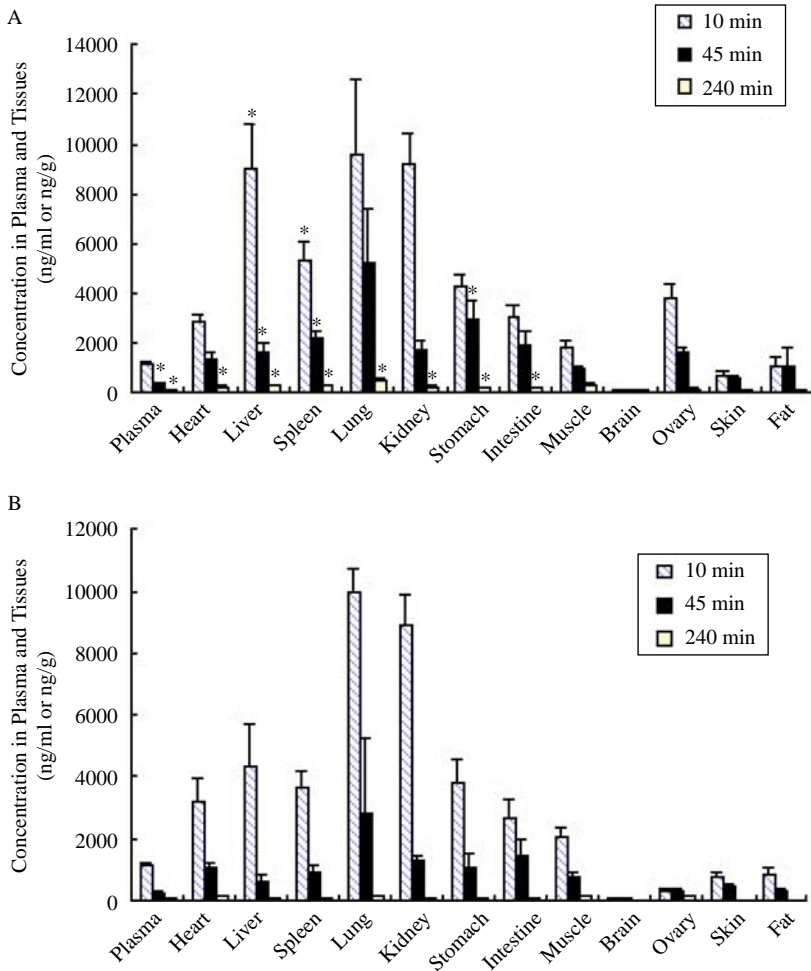 A
10 min
45 min
240 min
Concentration in Plasma and Tissues
(ng/ml or ng/g)
14000
12000
10000
8000
6000
4000
2000
0
*
*
*
*
*
*
*
*
*
*
*
*
*
*
Plasma
Heart
Liver
Spleen
Lung
Kidney
Stomach
Intestine
Muscle
Brain
Ovary
Skin
Fat
B
10 min
45 min
240 min
Concentration in Plasma and Tissues
(ng/ml or ng/g)
12000
10000
8000
6000
4000
2000
0
Plasma
Heart
Liver
Spleen
Lung
Kidney
Stomach
Intestine
Muscle
Brain
Ovary
Skin
Fat